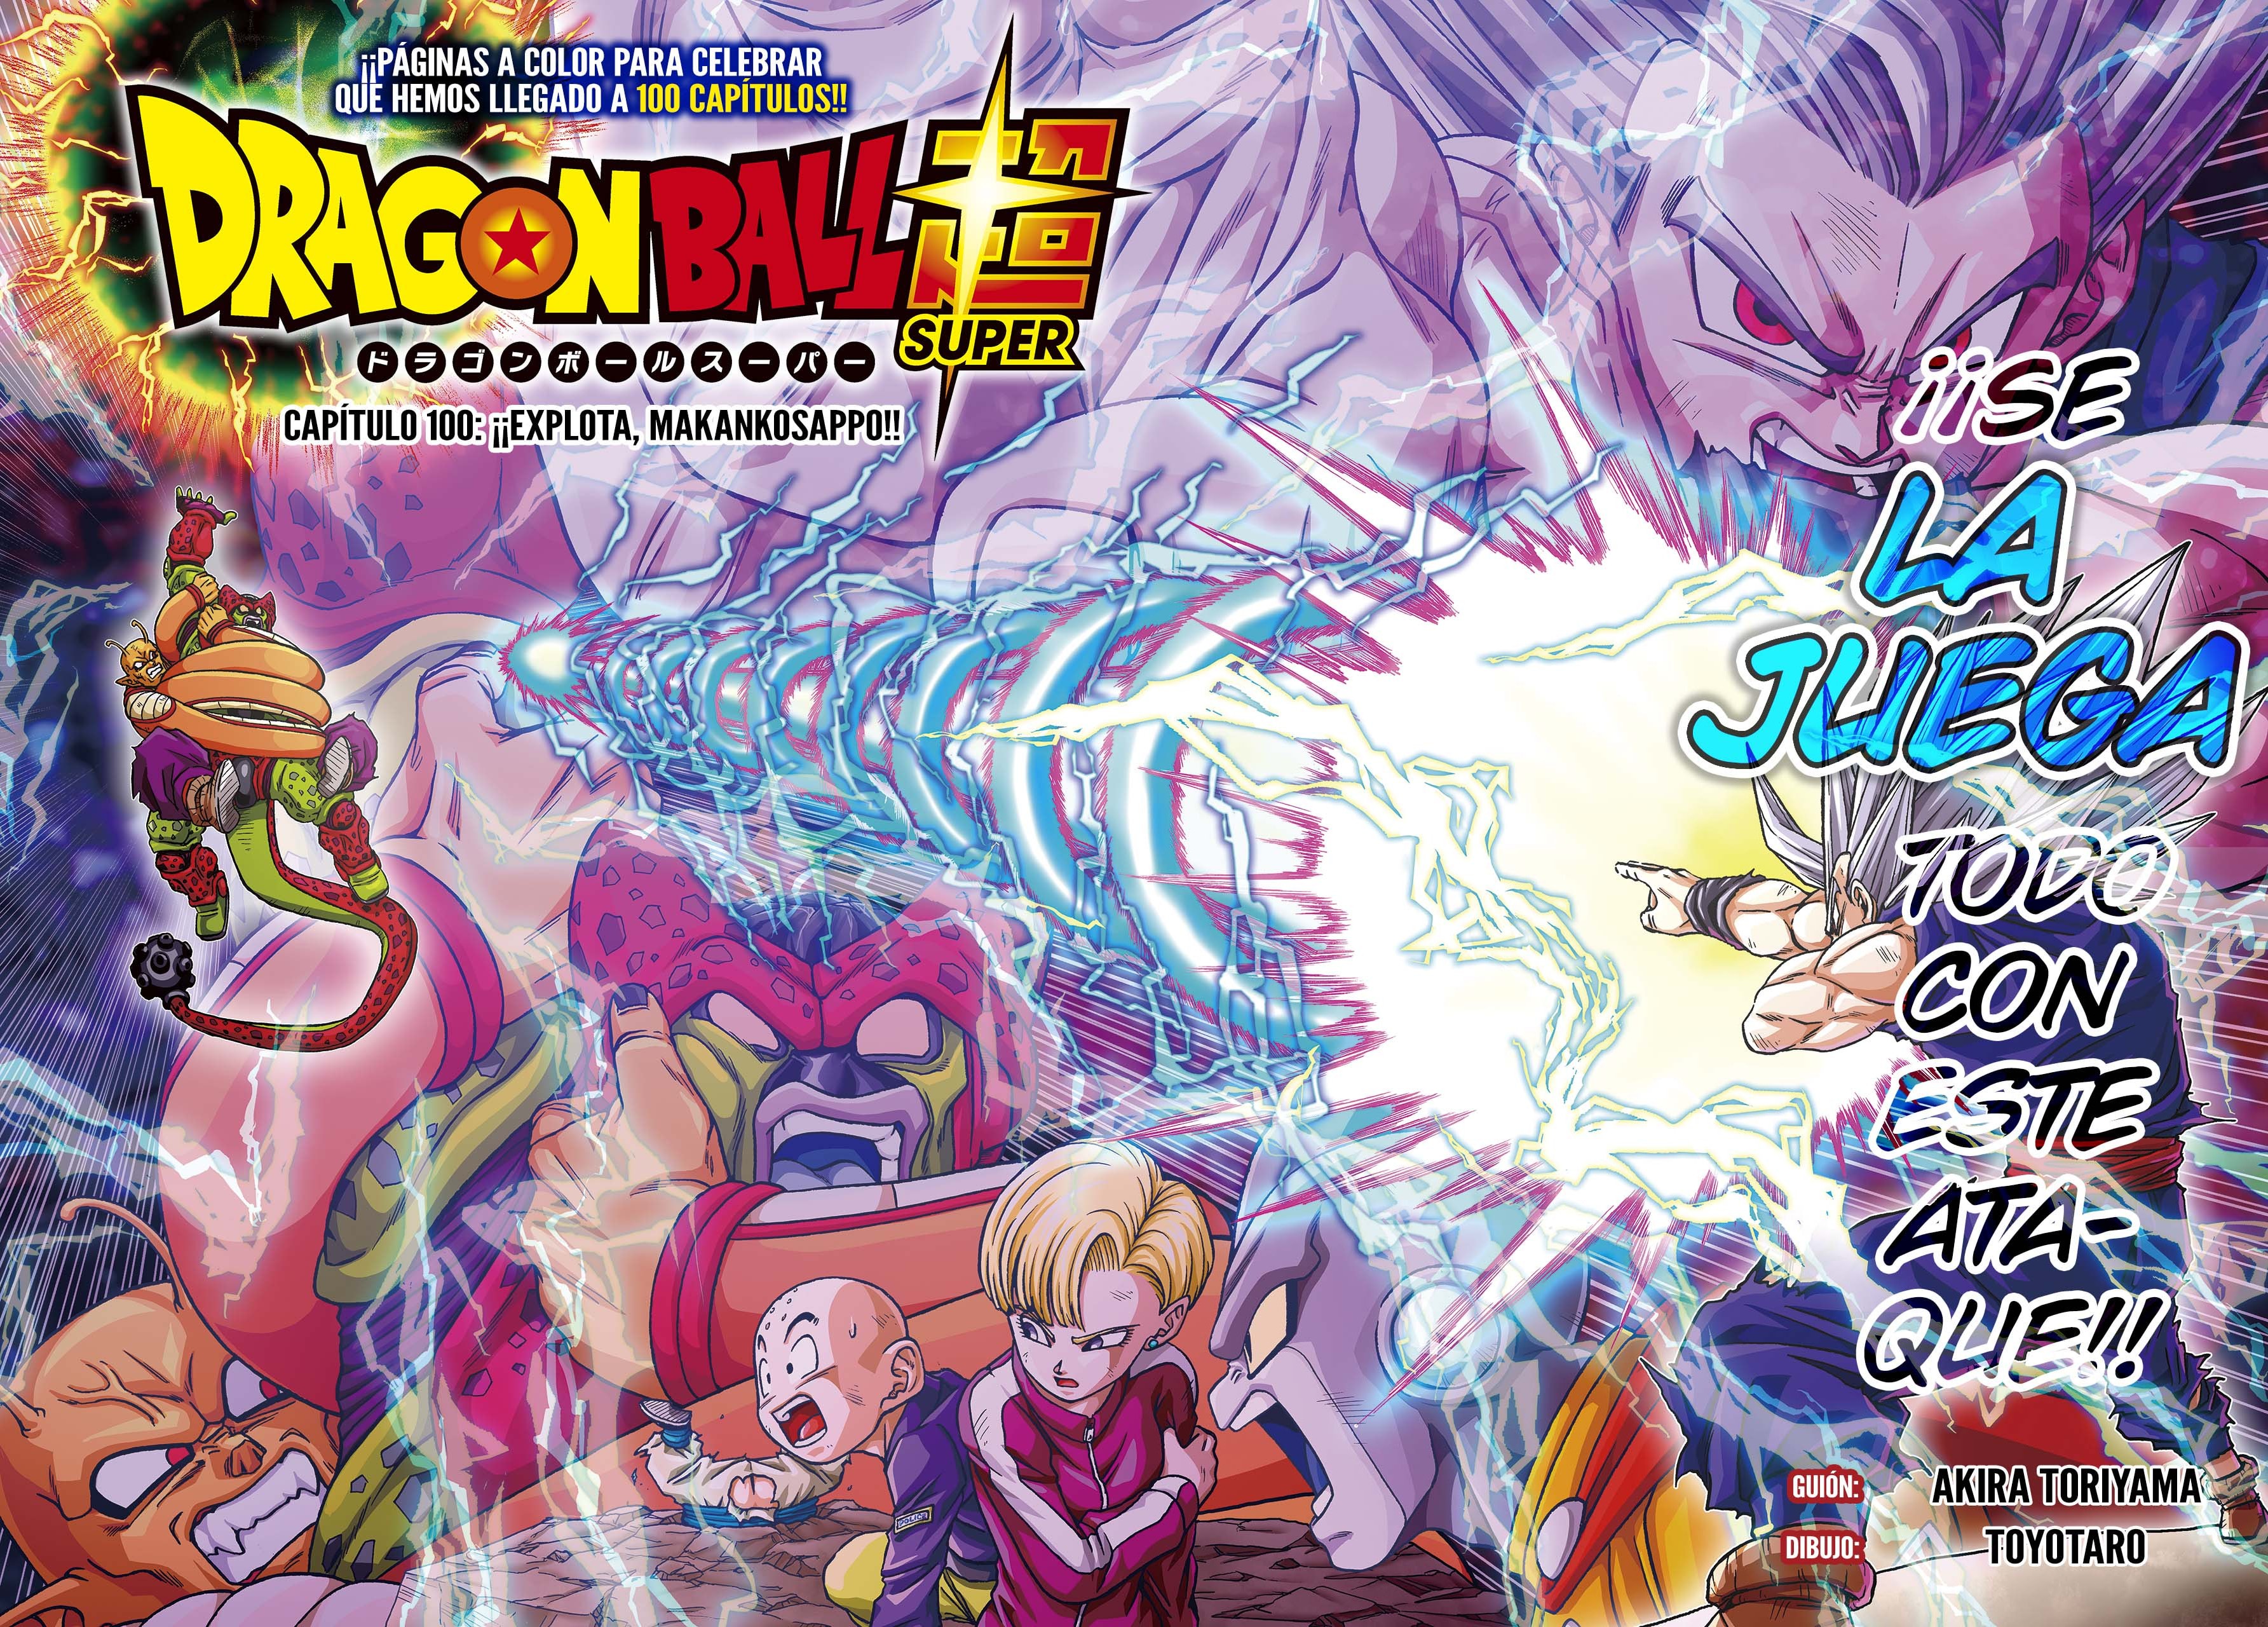 ¡¡PÁGINAS A COLOR PARA CELEBRAR
QUE HEMOS LLEGADO A 100 CAPÍTULOS!!
DRAGON BALL 超
SUPER
ドラゴンボールスーパー
CAPÍTULO 100: ¡¡EXPLOTA, MAKANKOSAPPO!!
¡¡SE
LA
JUEGA
TODO
CON
ESTE
ATA-
QUE!!
POLICE
GUIÓN: AKIRA TORIYAMA
DIBUJO: TOYOTARO